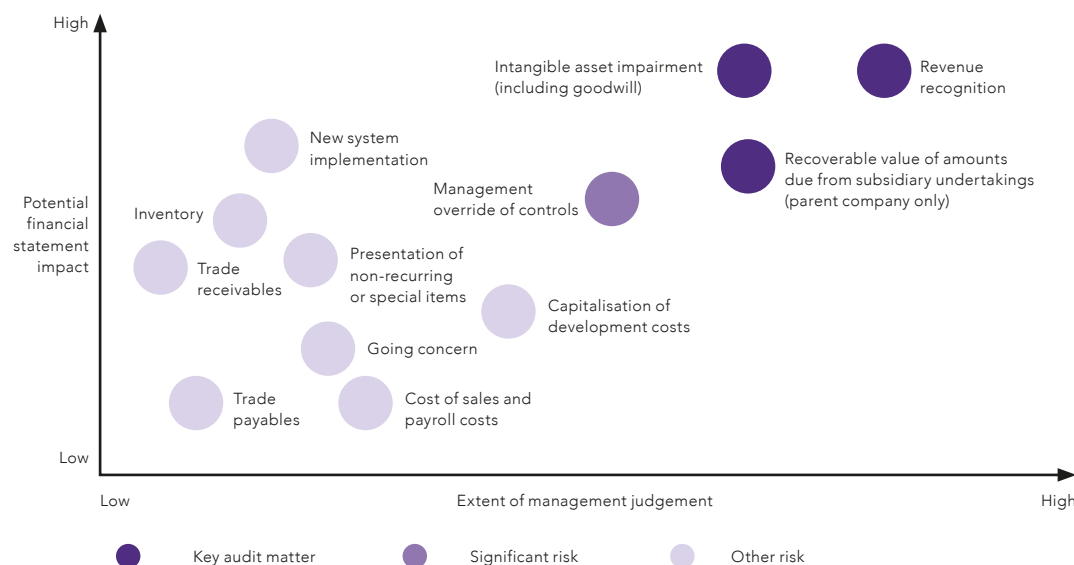 High
Intangible asset impairment
(including goodwill)
Revenue
recognition
New system
implementation
Recoverable value of amounts
due from subsidiary undertakings
(parent company only)
Management
override of controls
Potential
financial
statement
impact
Inventory
Trade
receivables
Presentation of
non-recurring
or special items
Capitalisation of
development costs
Going concern
Trade
payables
Cost of sales and
payroll costs
Low
Low
Extent of management judgement
High
Key audit matter
Significant risk
Other risk